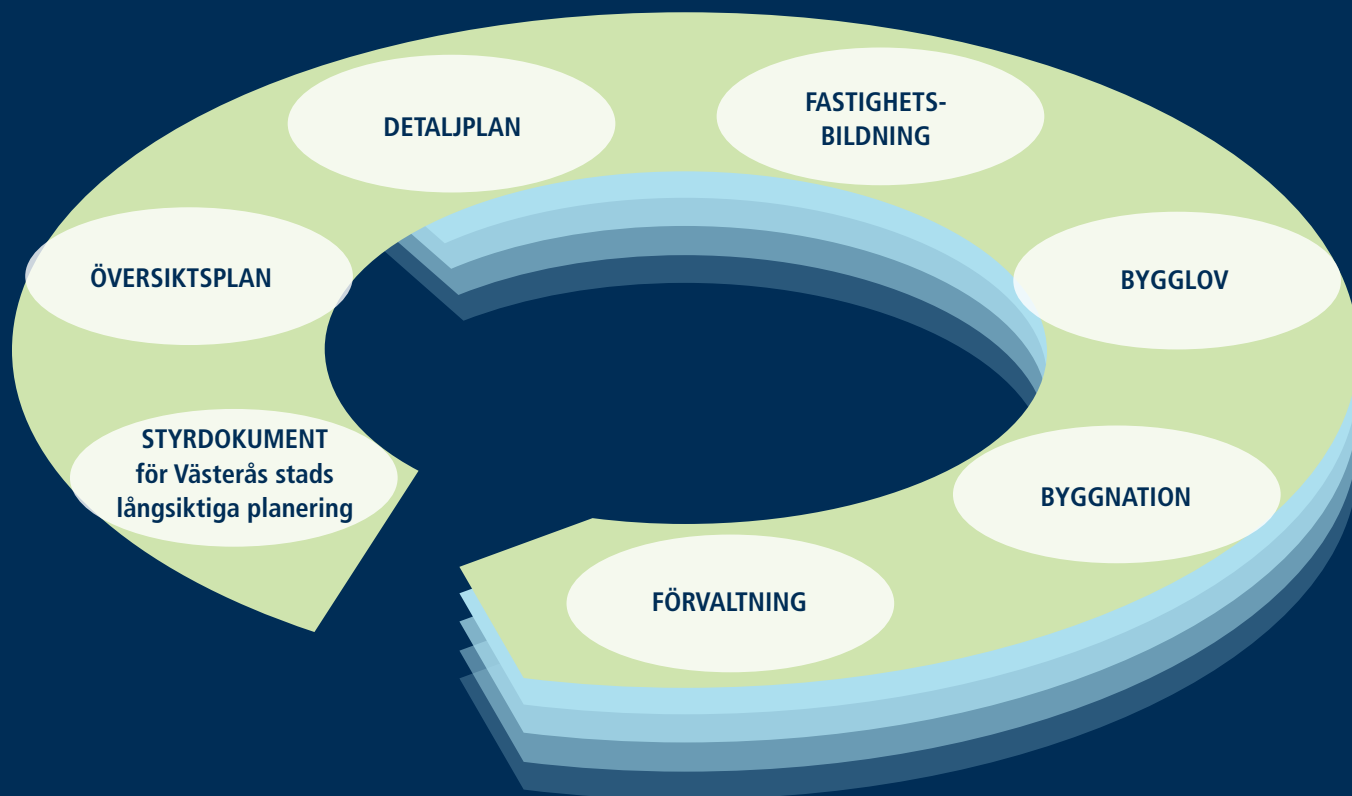 DETALJPLAN
FASTIGHETS-
BILDNING
ÖVERSIKTSPLAN
BYGGLOV
STYRDOKUMENT
för Västerås stads
långsiktiga planering
BYGGNATION
FÖRVALTNING